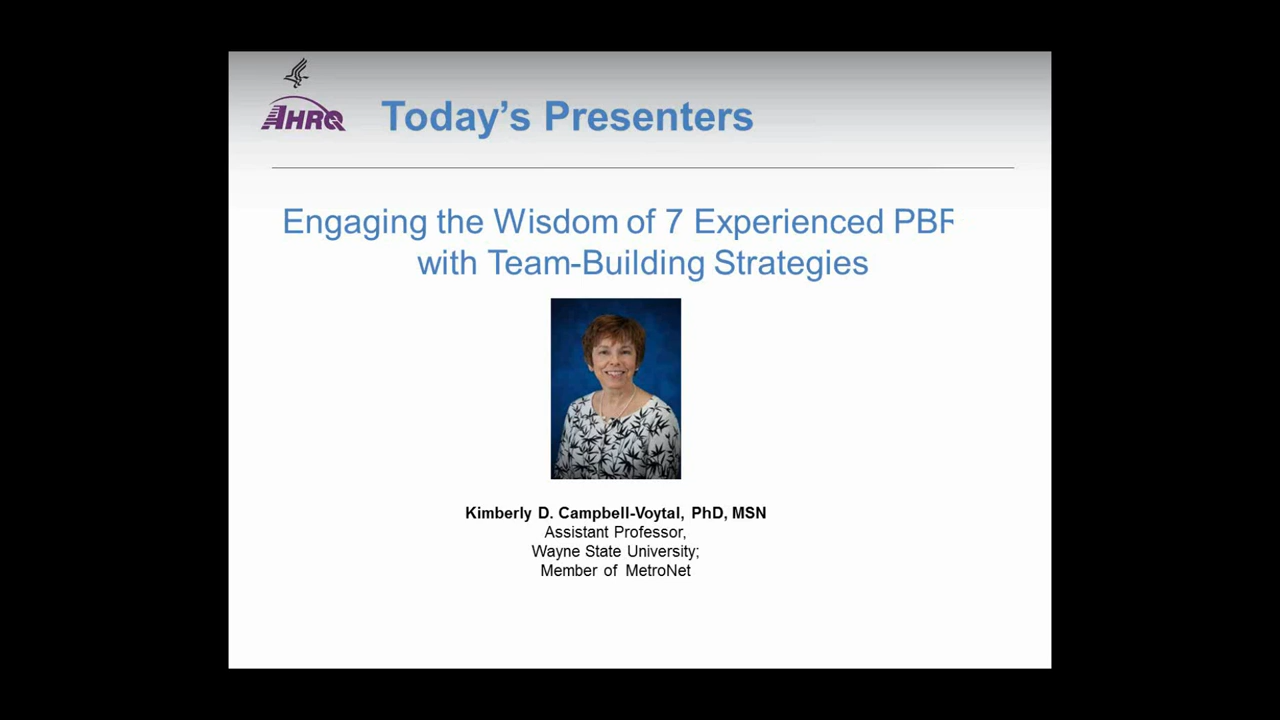 AHRQ
Today's Presenters
Engaging the Wisdom of 7 Experienced
with Team-Building Strategies
Kimberly D. Campbell-Voytal, PhD, MSN
Assistant Professor,
Wayne State University;
Member of MetroNet